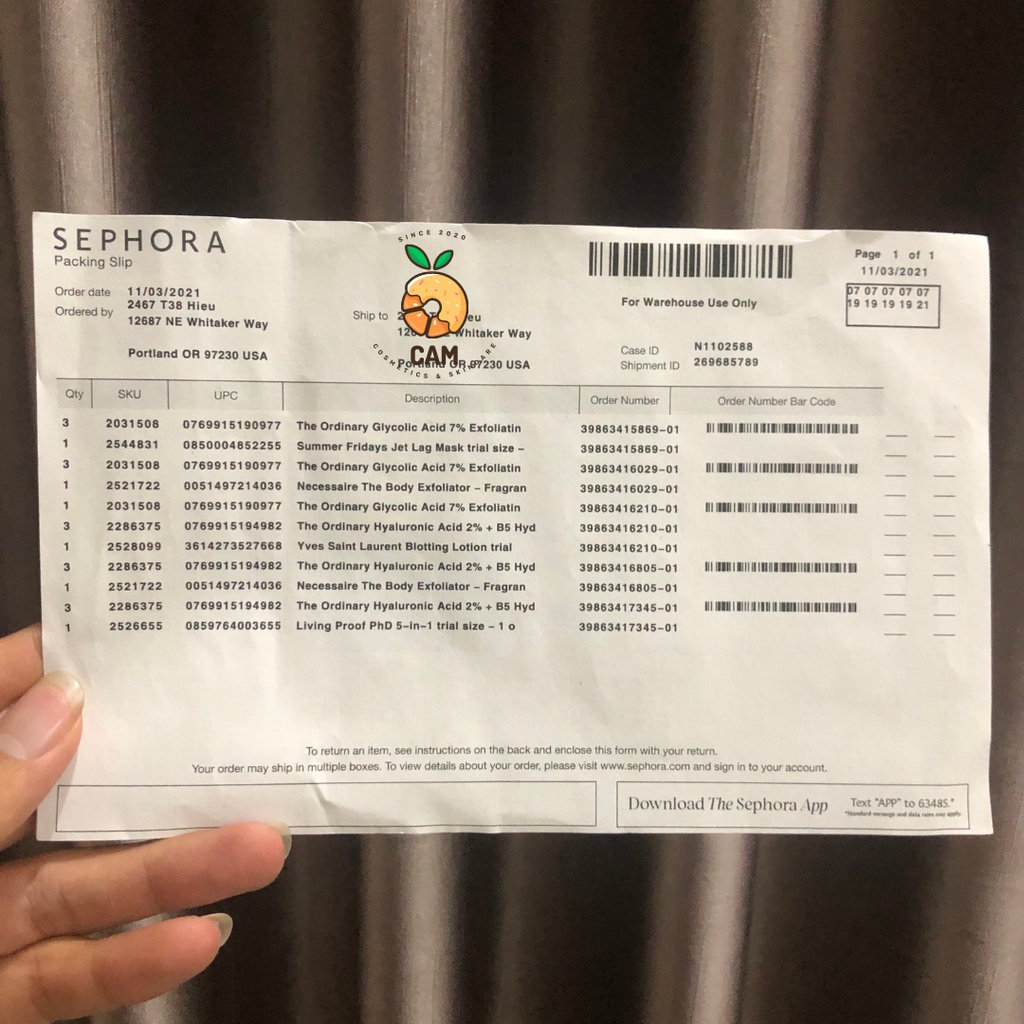 SEPHORA
Packing Slip
Order date 11/03/2021
Ordered by 2467 T38 Hieu
12687 NE Whitaker Way
Portland OR 97230 USA
SINCE 2020
CAM
COSMETICS & SKINCARE
Ship to
Whitaker Way
Portland OR 97230 USA
For Warehouse Use Only
Case ID N1102588
Shipment ID 269685789
Page 1 of 1
11/03/2021
07 07 07 07 07
19 19 19 19 21
Qty SKU UPC Description Order Number Order Number Bar Code
3 2031508 0769915190977 The Ordinary Glycolic Acid 7% Exfoliatin 39863415869-01
1 2544831 0850004852255 Summer Fridays Jet Lag Mask trial size - 39863415869-01
3 2031508 0769915190977 The Ordinary Glycolic Acid 7% Exfoliatin 39863416029-01
1 2521722 0051497214036 Necessaire The Body Exfoliator - Fragran 39863416029-01
1 2031508 0769915190977 The Ordinary Glycolic Acid 7% Exfoliatin 39863416210-01
3 2286375 0769915194982 The Ordinary Hyaluronic Acid 2% + B5 Hyd 39863416210-01
1 2528099 3614273527668 Yves Saint Laurent Blotting Lotion trial 39863416210-01
3 2286375 0769915194982 The Ordinary Hyaluronic Acid 2% + B5 Hyd 39863416805-01
1 2521722 0051497214036 Necessaire The Body Exfoliator - Fragran 39863416805-01
3 2286375 0769915194982 The Ordinary Hyaluronic Acid 2% + B5 Hyd 39863417345-01
1 2526655 0859764003655 Living Proof PhD 5-in-1 trial size - 1 o 39863417345-01
To return an item, see instructions on the back and enclose this form with your return.
Your order may ship in multiple boxes. To view details about your order, please visit www.sephora.com and sign in to your account.
Download The Sephora App
Text "APP" to 63485.*
*Standard message and data rates may apply.